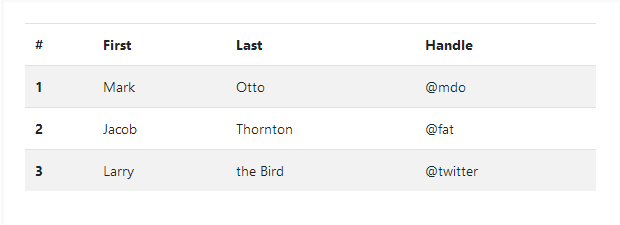 # First Last Handle
1 Mark Otto @mdo
2 Jacob Thornton @fat
3 Larry the Bird @twitter